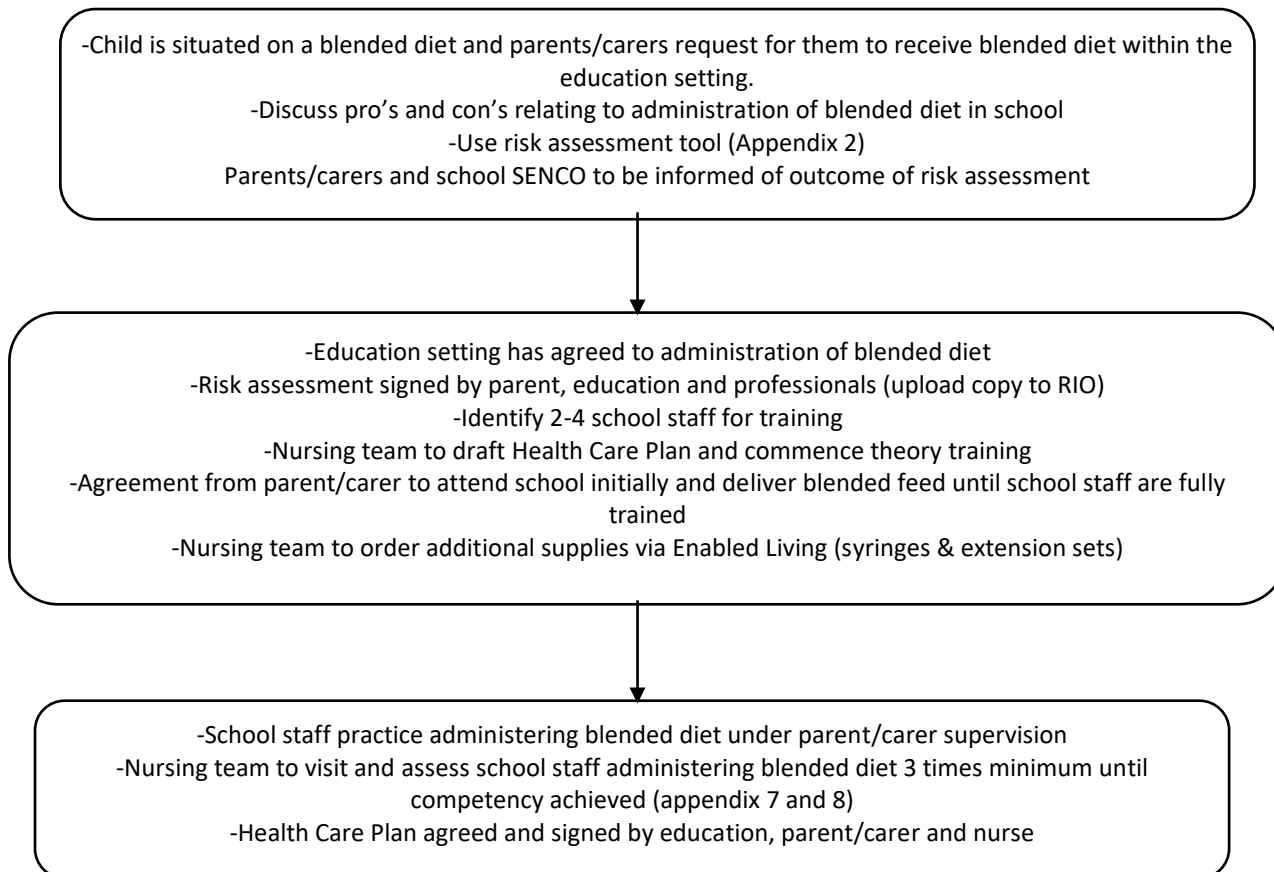 -Child is situated on a blended diet and parents/carers request for them to receive blended diet within the
education setting.
-Discuss pro’s and con’s relating to administration of blended diet in school
-Use risk assessment tool (Appendix 2)
Parents/carers and school SENCO to be informed of outcome of risk assessment
-Education setting has agreed to administration of blended diet
-Risk assessment signed by parent, education and professionals (upload copy to RIO)
-Identify 2-4 school staff for training
-Nursing team to draft Health Care Plan and commence theory training
-Agreement from parent/carer to attend school initially and deliver blended feed until school staff are fully
trained
-Nursing team to order additional supplies via Enabled Living (syringes & extension sets)
-School staff practice administering blended diet under parent/carer supervision
-Nursing team to visit and assess school staff administering blended diet 3 times minimum until
competency achieved (appendix 7 and 8)
-Health Care Plan agreed and signed by education, parent/carer and nurse